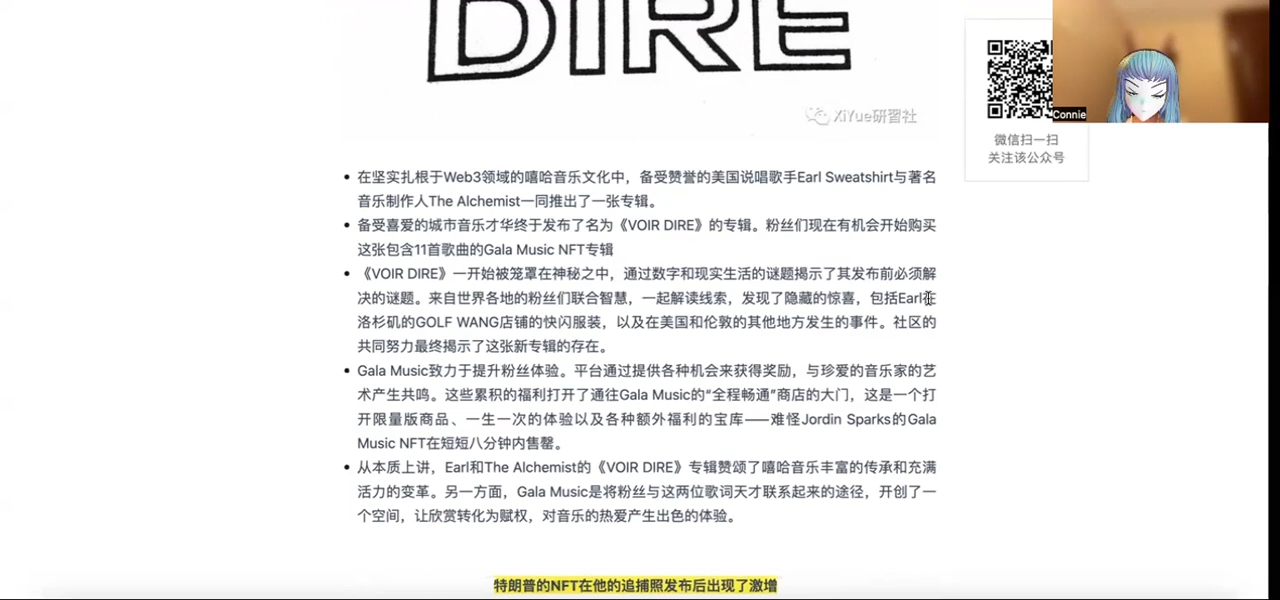 DIRE
XiYue研習社
Connie
微信扫一扫
关注该公众号
在坚实扎根于Web3领域的嘻哈音乐文化中，备受赞誉的美国说唱歌手Earl Sweatshirt与著名
音乐制作人The Alchemist一同推出了一张专辑。
备受喜爱的城市音乐才华终于发布了名为《VOIR DIRE》的专辑。粉丝们现在有机会开始购买
这张包含11首歌曲的Gala Music NFT专辑
《VOIR DIRE》一开始被笼罩在神秘之中，通过数字和现实生活的谜题揭示了其发布前必须解
决的谜题。来自世界各地的粉丝们联合智慧，一起解读线索，发现了隐藏的惊喜，包括Earl在
洛杉矶的GOLF WANG店铺的快闪服装，以及在美国和伦敦的其他地方发生的事件。社区的
共同努力最终揭示了这张新专辑的存在。
Gala Music致力于提升粉丝体验。平台通过提供各种机会来获得奖励，与珍爱的音乐家的艺
术产生共鸣。这些累积的福利打开了通往Gala Music的“全程畅通”商店的大门，这是一个打
开限量版商品、一生一次的体验以及各种额外福利的宝库——难怪Jordin Sparks的Gala
Music NFT在短短八分钟内售罄。
从本质上讲，Earl和The Alchemist的《VOIR DIRE》专辑赞颂了嘻哈音乐丰富的传承和充满
活力的变革。另一方面，Gala Music是将粉丝与这两位歌词天才联系起来的途径，开创了一
个空间，让欣赏转化为赋权，对音乐的热爱产生出色的体验。
特朗普的NFT在他的追捕照发布后出现了激增